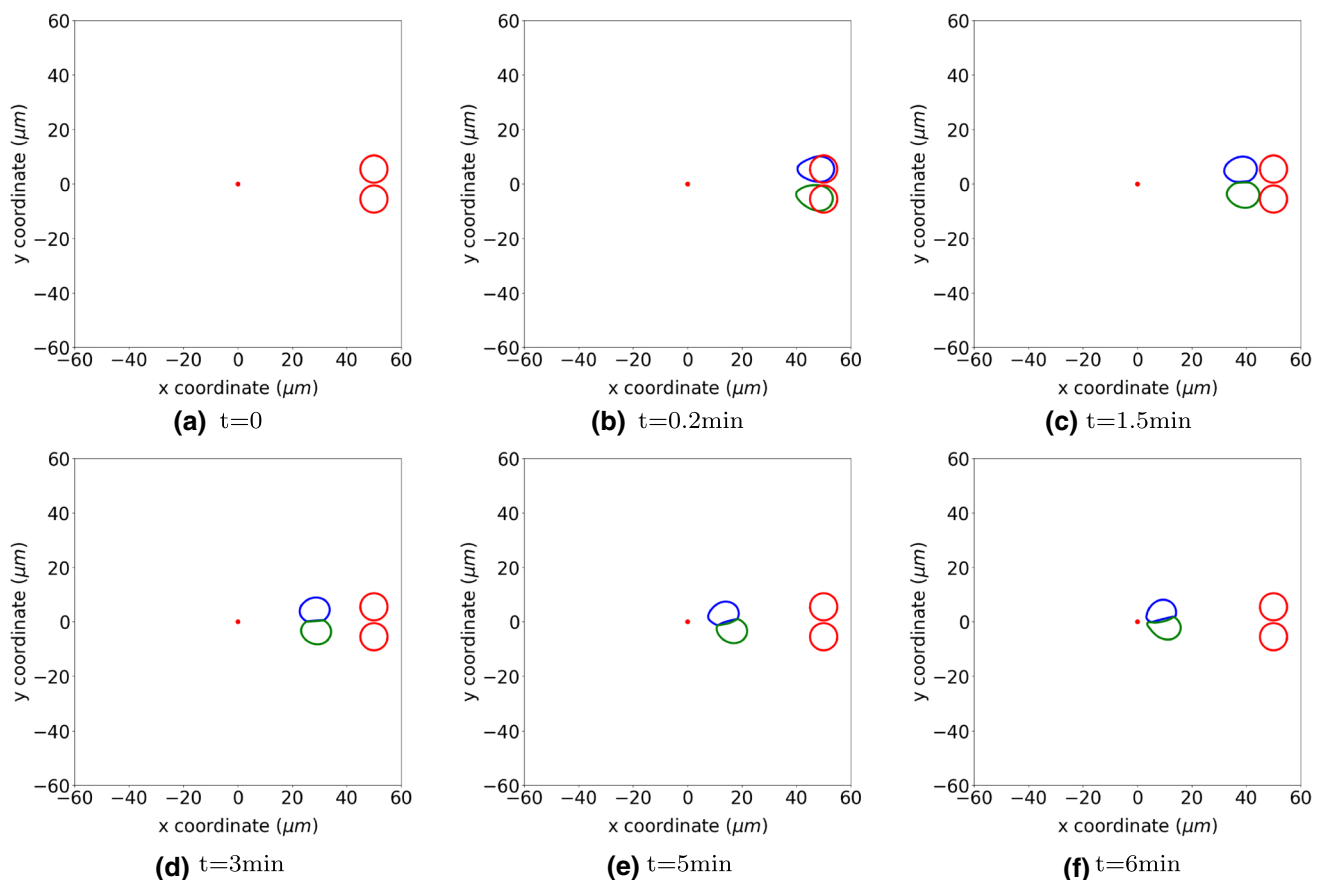 60
40
20
0
−20
−40
−60
−60 −40 −20 0 20 40 60
y coordinate (μm)
x coordinate (μm)
(a) t=0
60
40
20
0
−20
−40
−60
−60 −40 −20 0 20 40 60
y coordinate (μm)
x coordinate (μm)
(b) t=0.2min
60
40
20
0
−20
−40
−60
−60 −40 −20 0 20 40 60
y coordinate (μm)
x coordinate (μm)
(c) t=1.5min
60
40
20
0
−20
−40
−60
−60 −40 −20 0 20 40 60
y coordinate (μm)
x coordinate (μm)
(d) t=3min
60
40
20
0
−20
−40
−60
−60 −40 −20 0 20 40 60
y coordinate (μm)
x coordinate (μm)
(e) t=5min
60
40
20
0
−20
−40
−60
−60 −40 −20 0 20 40 60
y coordinate (μm)
x coordinate (μm)
(f) t=6min